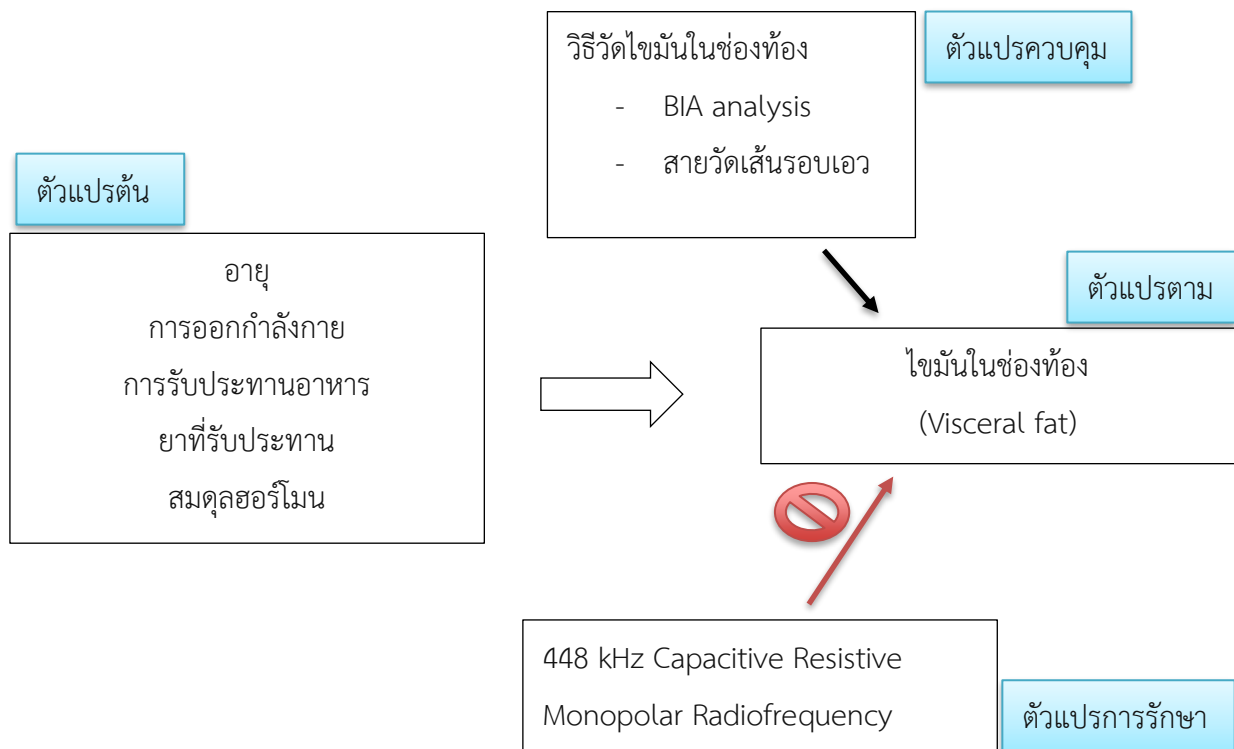 วิธีวัดไขมันในช่องท้อง
- BIA analysis
- สายวัดเส้นรอบเอว
ตัวแปรควบคุม
ตัวแปรต้น
อายุ
การออกกำลังกาย
การรับประทานอาหาร
ยาที่รับประทาน
สมดุลฮอร์โมน
ตัวแปรตาม
ไขมันในช่องท้อง
(Visceral fat)
448 kHz Capacitive Resistive
Monopolar Radiofrequency
ตัวแปรการรักษา